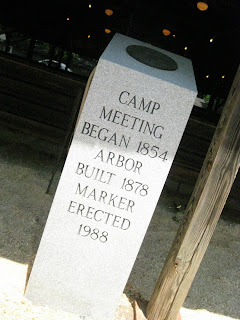 CAMP
MEETING
BEGAN 1854
ARBOR
BUILT 1878
MARKER
ERECTED
1988